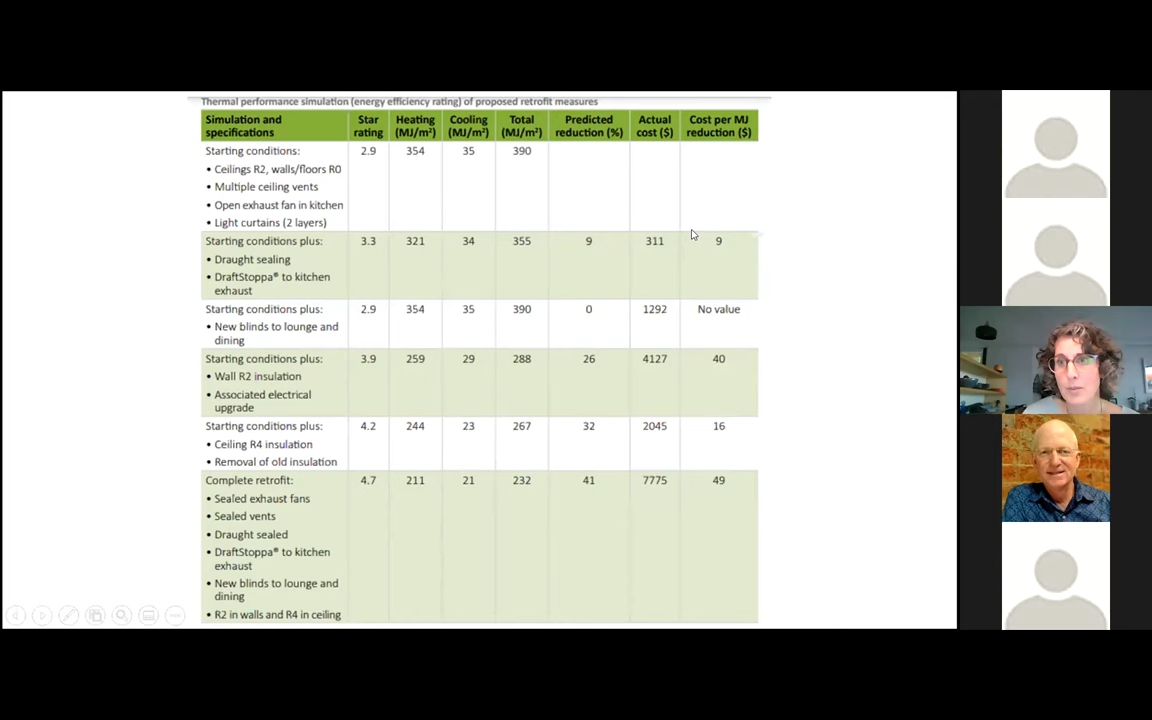 Thermal performance simulation (energy efficiency rating) of proposed retrofit measures
Simulation and specifications Star rating Heating (MJ/m²) Cooling (MJ/m²) Total (MJ/m²) Predicted reduction (%) Actual cost ($) Cost per MJ reduction ($)
Starting conditions: 2.9 354 35 390
• Ceilings R2, walls/floors R0
• Multiple ceiling vents
• Open exhaust fan in kitchen
• Light curtains (2 layers)
Starting conditions plus: 3.3 321 34 355 9 311 9
• Draught sealing
• DraftStoppa® to kitchen
exhaust
Starting conditions plus: 2.9 354 35 390 0 1292 No value
• New blinds to lounge and
dining
Starting conditions plus: 3.9 259 29 288 26 4127 40
• Wall R2 insulation
• Associated electrical
upgrade
Starting conditions plus: 4.2 244 23 267 32 2045 16
• Ceiling R4 insulation
• Removal of old insulation
Complete retrofit: 4.7 211 21 232 41 7775 49
• Sealed exhaust fans
• Sealed vents
• Draught sealed
• DraftStoppa® to kitchen
exhaust
• New blinds to lounge and
dining
• R2 in walls and R4 in ceiling